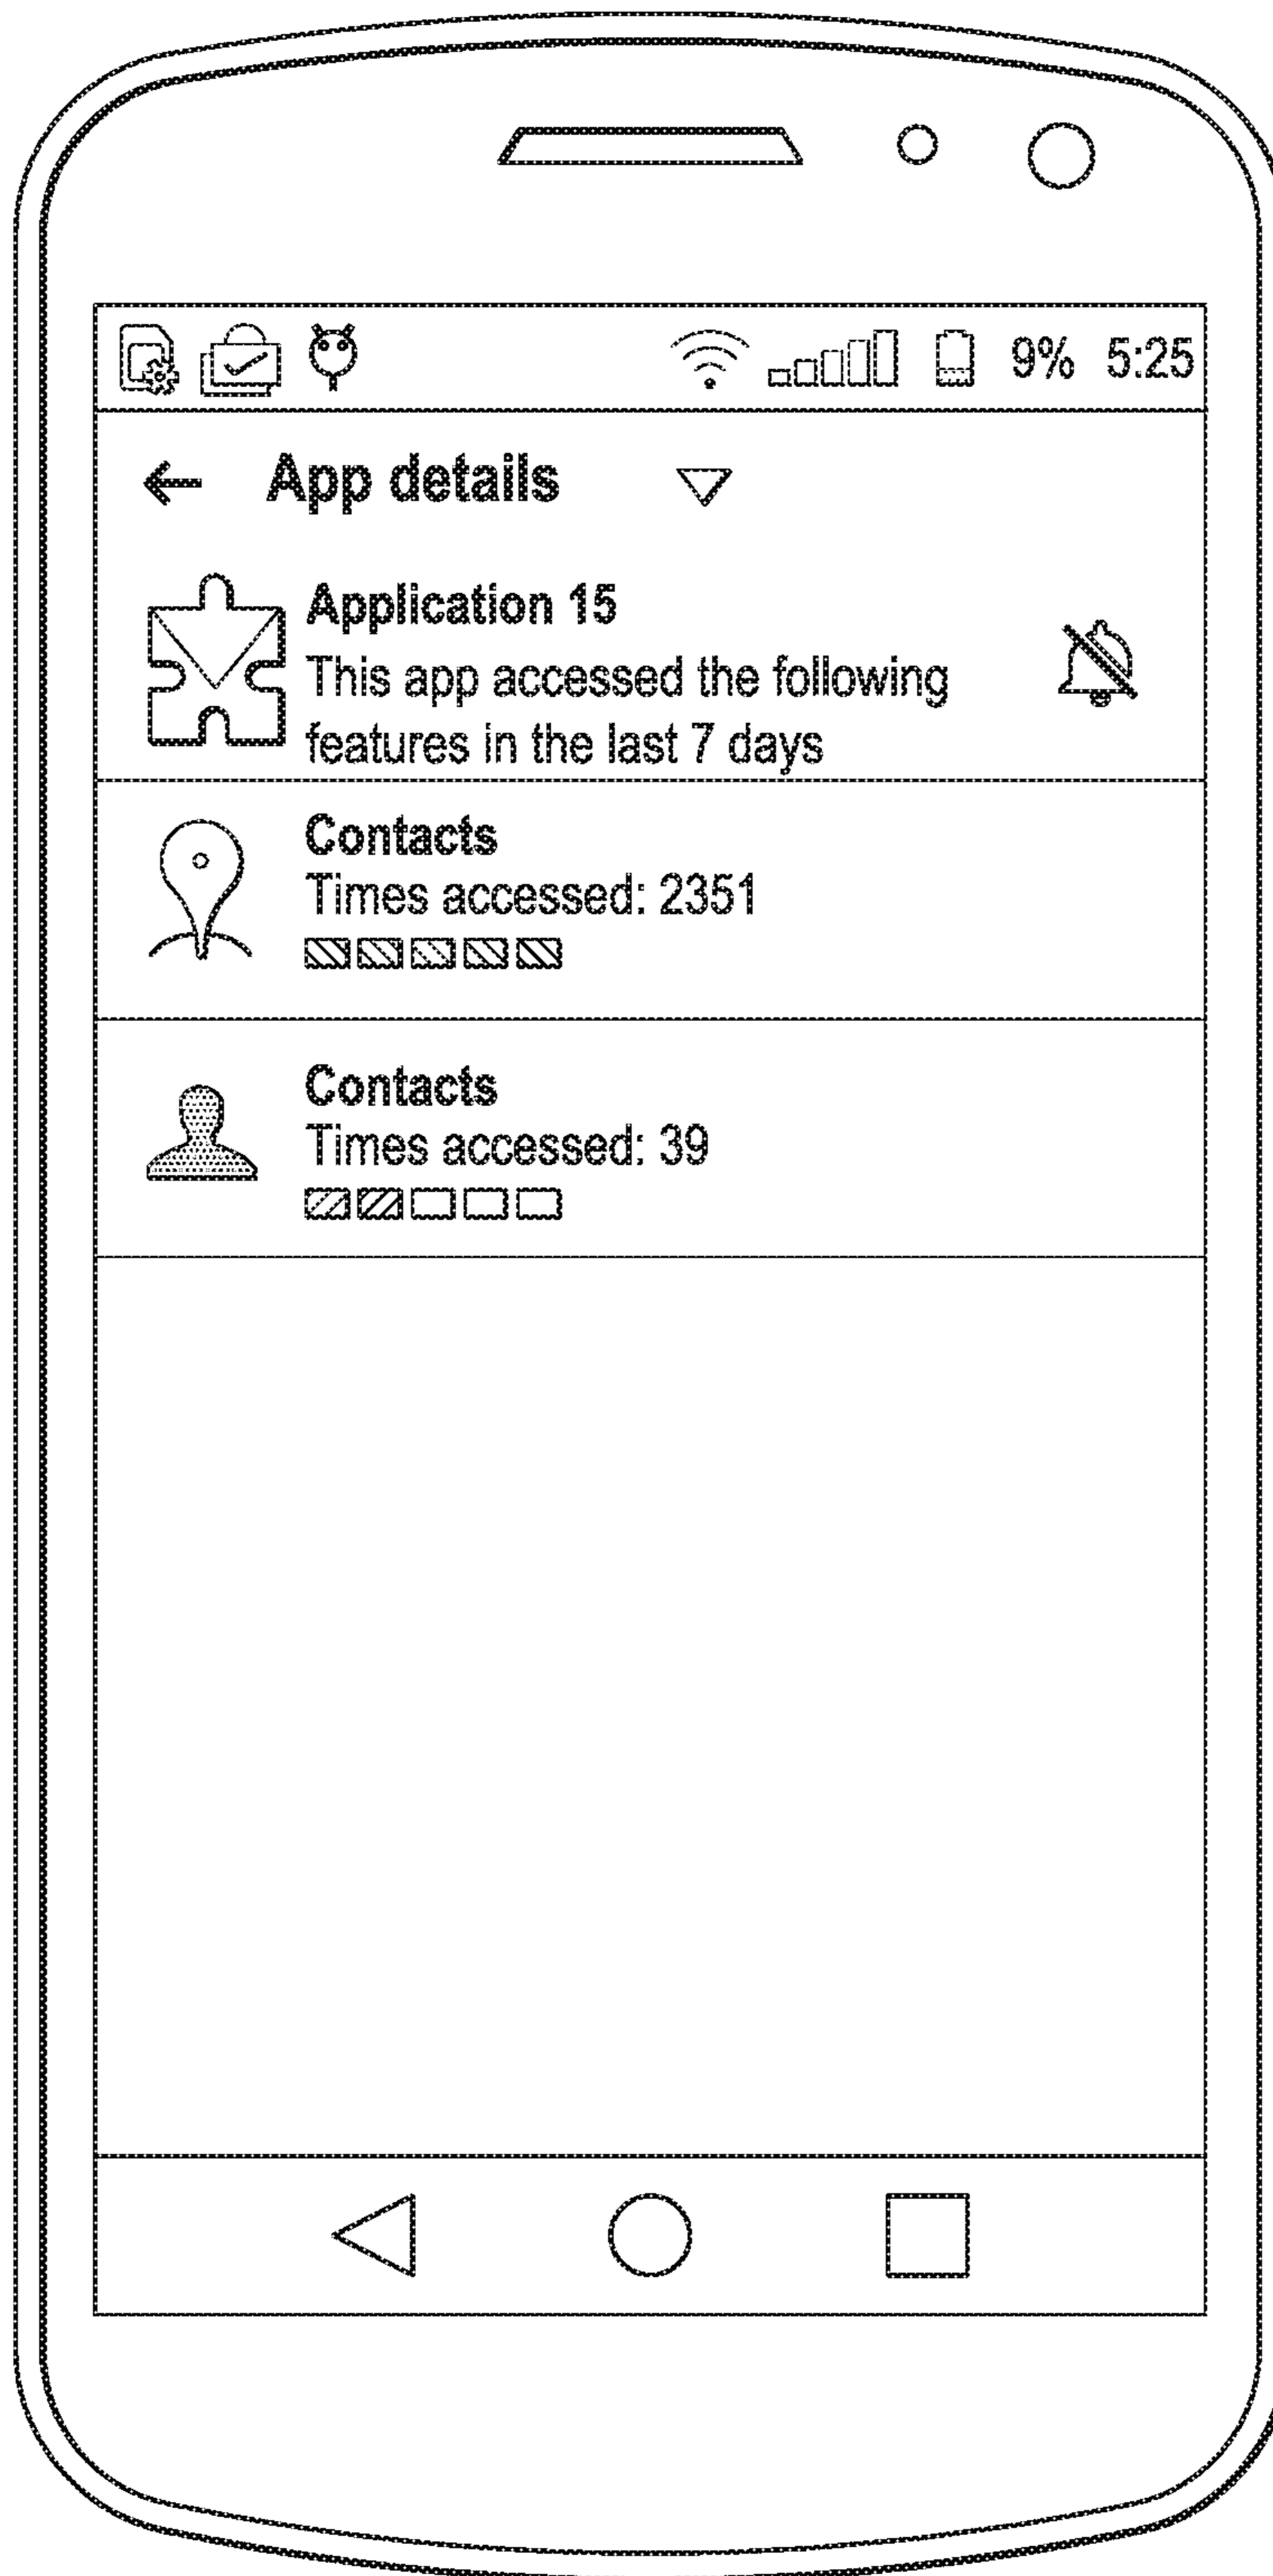 9% 5:25
App details
Application 15
This app accessed the following
features in the last 7 days
Contacts
Times accessed: 2351
Contacts
Times accessed: 39